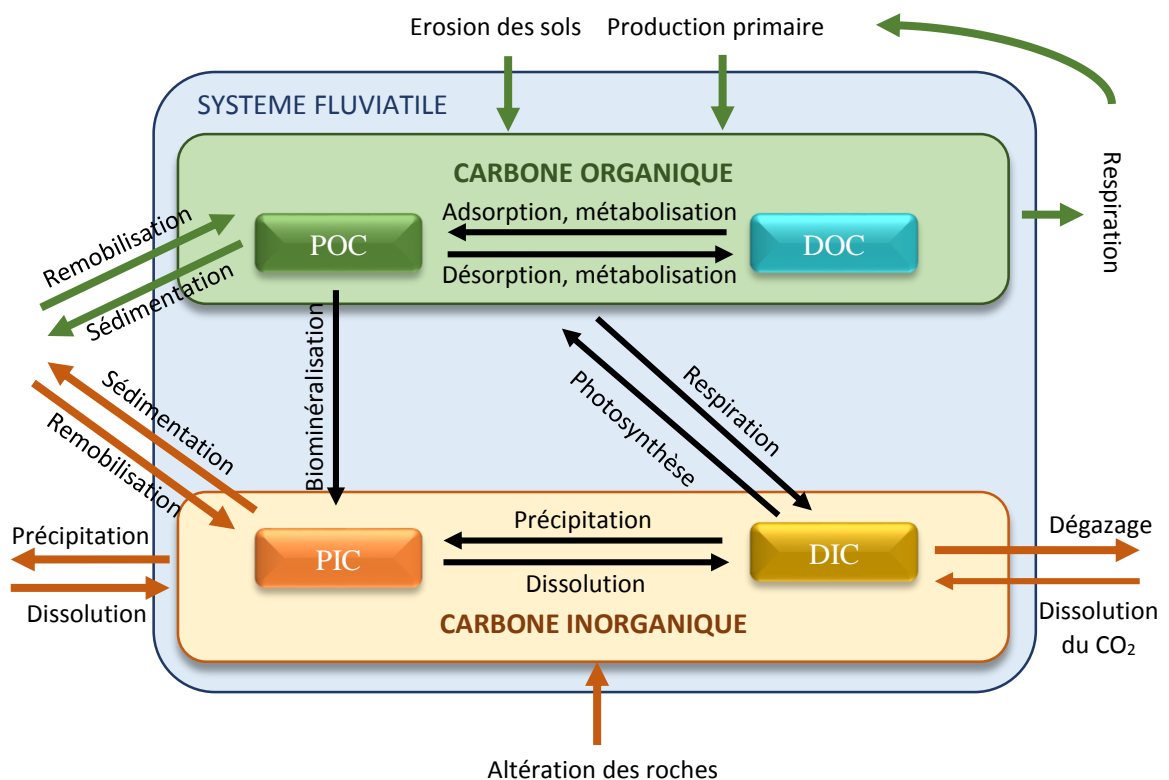 Erosion des sols
Production primaire
SYSTEME FLUVIATILE
CARBONE ORGANIQUE
Respiration
Remobilisation
Sédimentation
POC
Adsorption, métabolisation
Désorption, métabolisation
DOC
Biominéralisation
Photosynthèse
Respiration
Sédimentation
Remobilisation
Précipitation
Dissolution
PIC
Précipitation
Dissolution
DIC
CARBONE INORGANIQUE
Dégazage
Dissolution
du CO₂
Altération des roches